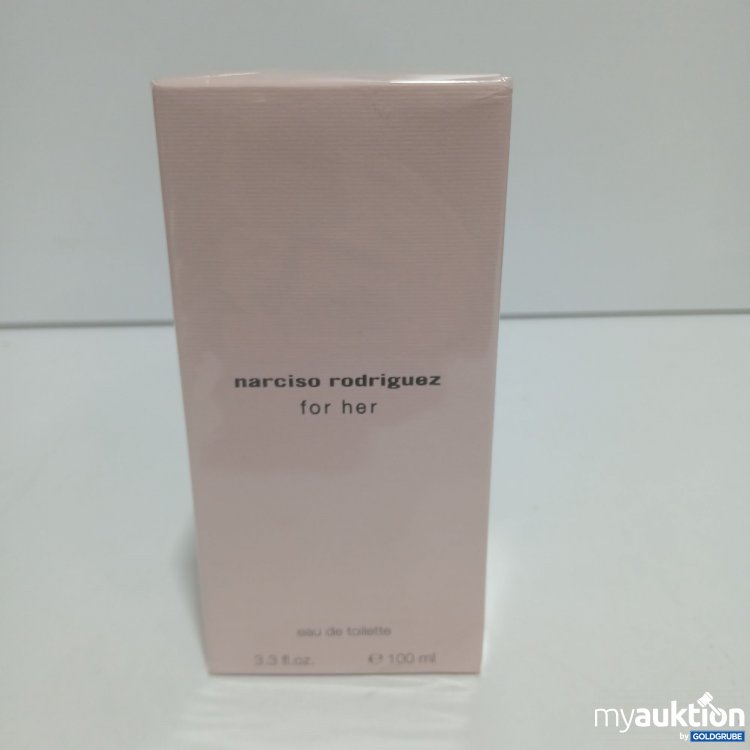 narciso rodriguez
for her
eau de toilette
3.3 fl.oz. ℮ 100 ml
myauktion
by GOLDGRUBE